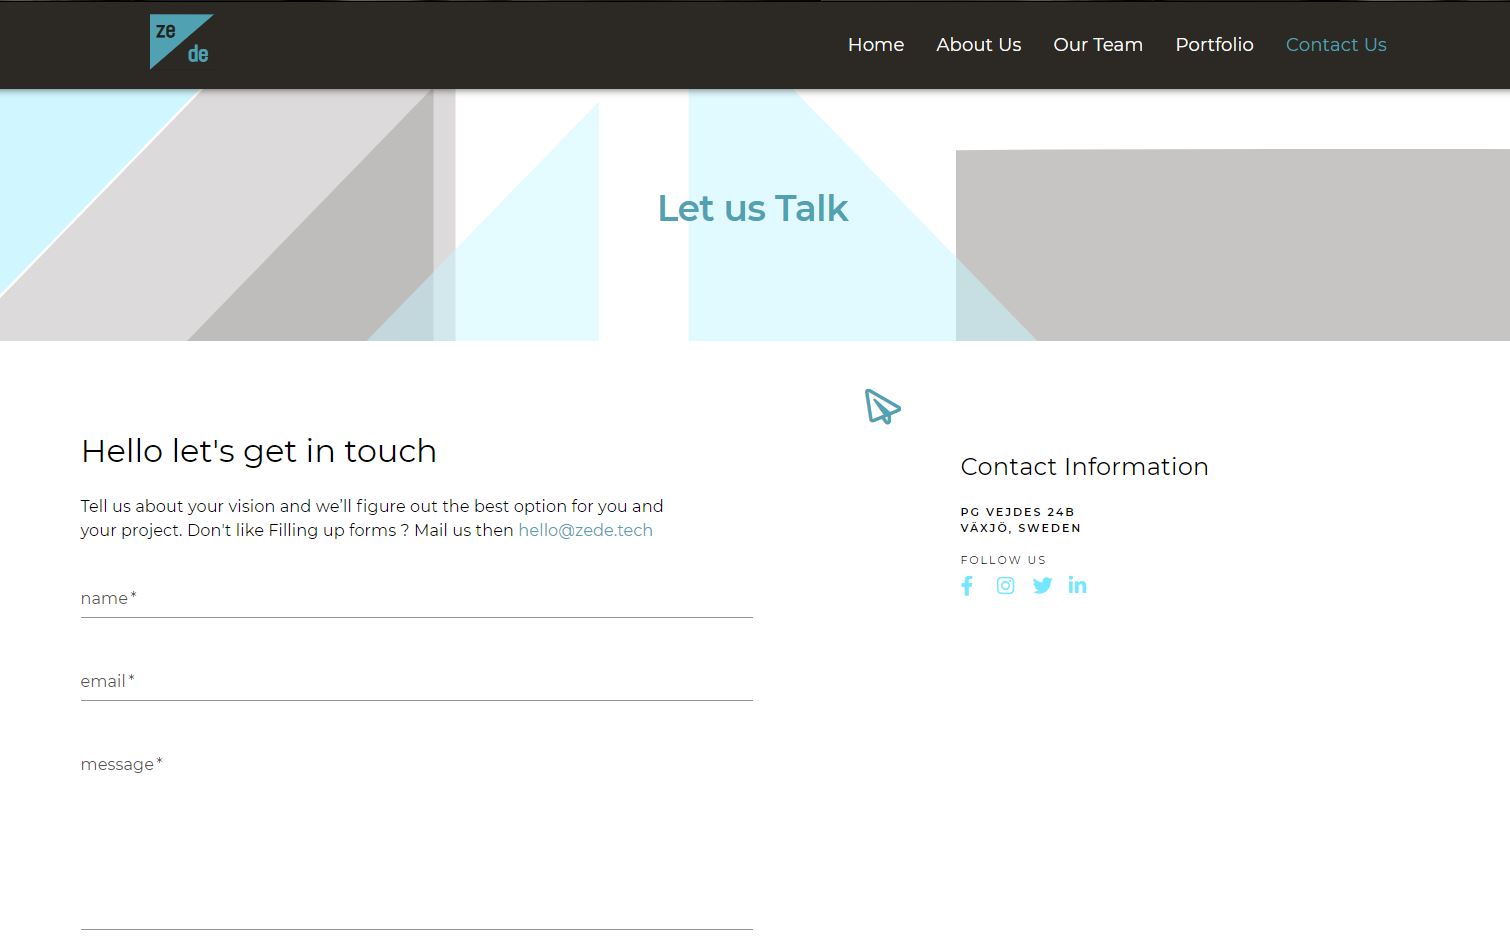 ze
de
Home About Us Our Team Portfolio Contact Us
Let us Talk
Hello let's get in touch
Tell us about your vision and we’ll figure out the best option for you and
your project. Don't like Filling up forms ? Mail us then hello@zede.tech
name*
email*
message*
Contact Information
PG VEJDES 24B
VÄXJÖ, SWEDEN
FOLLOW US